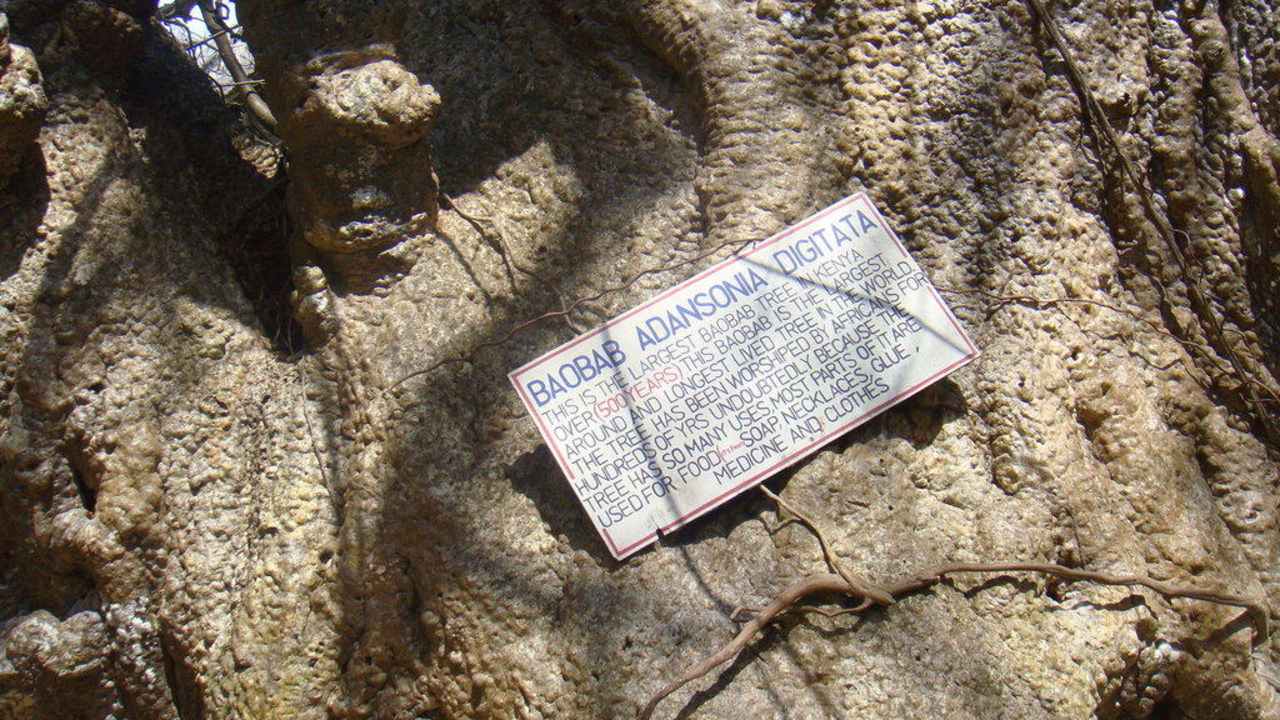 BAOBAB ADANSONIA DIGITATA
THIS IS THE LARGEST BAOBAB TREE IN KENYA
OVER (500YEARS) THIS BAOBAB IS THE LARGEST
AROUND AND LONGEST LIVED TREE IN THE WORLD.
THE TREE HAS BEEN WORSHIPED BY AFRICANS FOR
HUNDREDS OF YRS UNDOUBTEDLY BECAUSE THE
TREE HAS SO MANY USES, MOST PARTS OF IT ARE
USED FOR FOOD SOAP, NECKLACES, GLUE,
MEDICINE AND CLOTHES